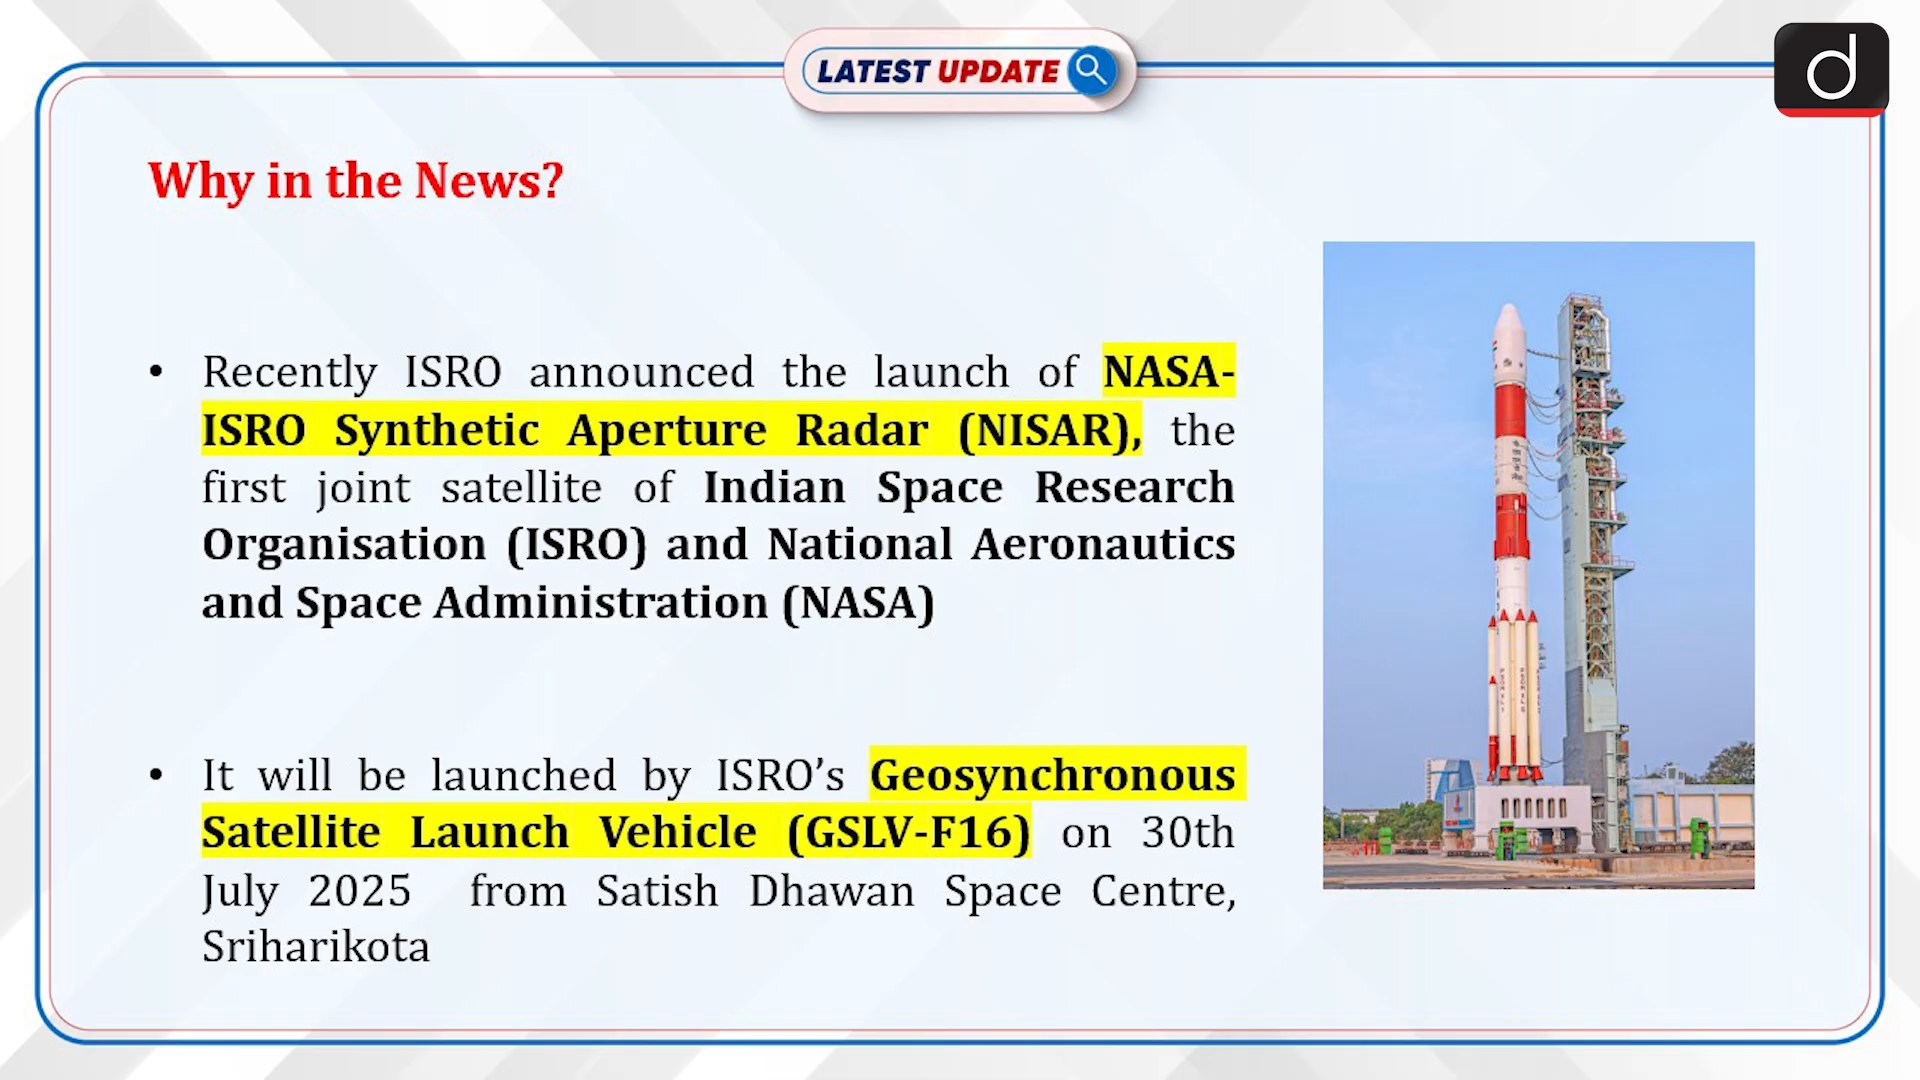 LATEST UPDATE
d
Why in the News?
• Recently ISRO announced the launch of NASA-
ISRO Synthetic Aperture Radar (NISAR), the
first joint satellite of Indian Space Research
Organisation (ISRO) and National Aeronautics
and Space Administration (NASA)
• It will be launched by ISRO’s Geosynchronous
Satellite Launch Vehicle (GSLV-F16) on 30th
July 2025 from Satish Dhawan Space Centre,
Sriharikota